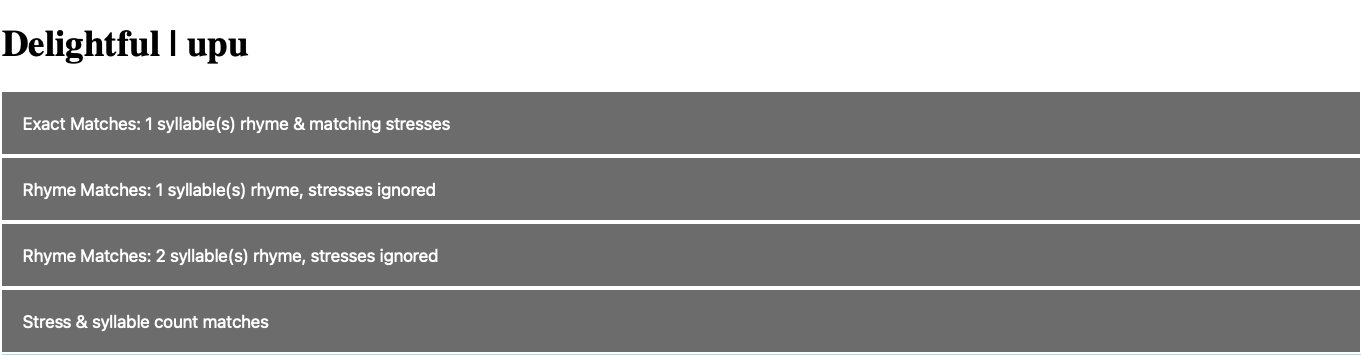 Delightful | upu
Exact Matches: 1 syllable(s) rhyme & matching stresses
Rhyme Matches: 1 syllable(s) rhyme, stresses ignored
Rhyme Matches: 2 syllable(s) rhyme, stresses ignored
Stress & syllable count matches